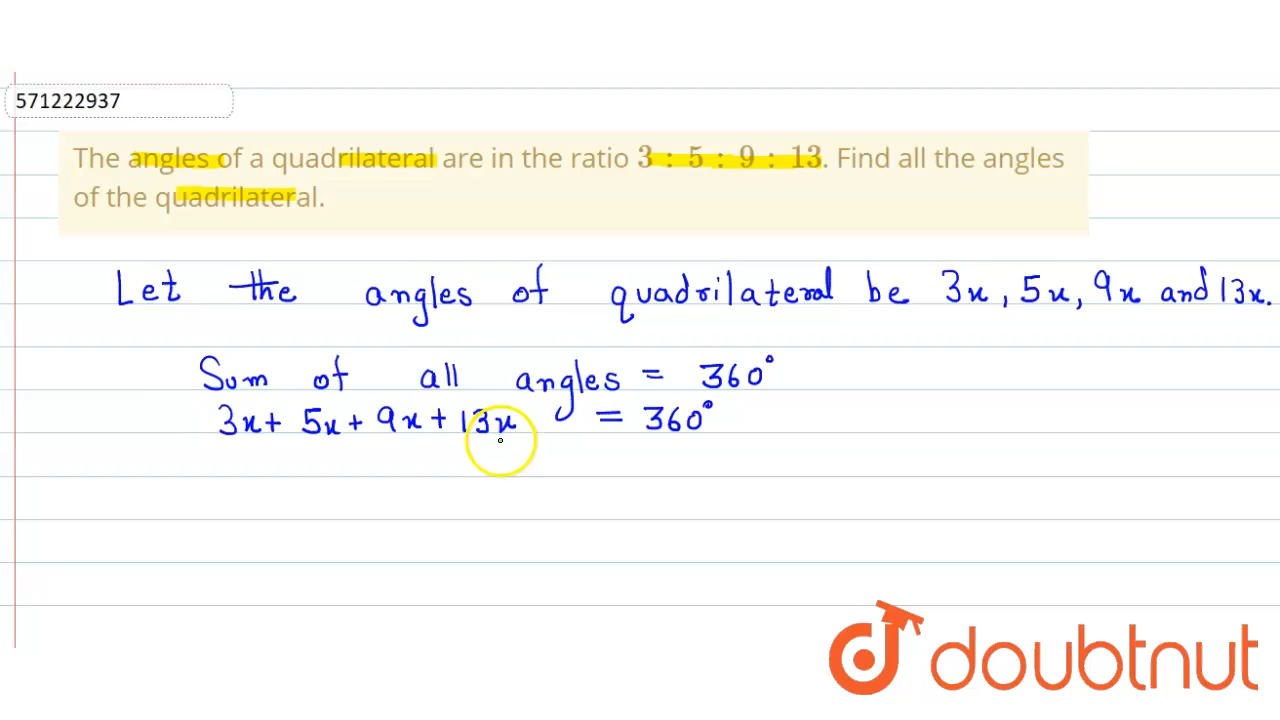 571222937
The angles of a quadrilateral are in the ratio 3 : 5 : 9 : 13. Find all the angles
of the quadrilateral.
Let the angles of quadrilateral be 3x, 5x, 9x and 13x.
Sum of all angles = 360°
3x + 5x + 9x + 13x = 360°
doubtnut